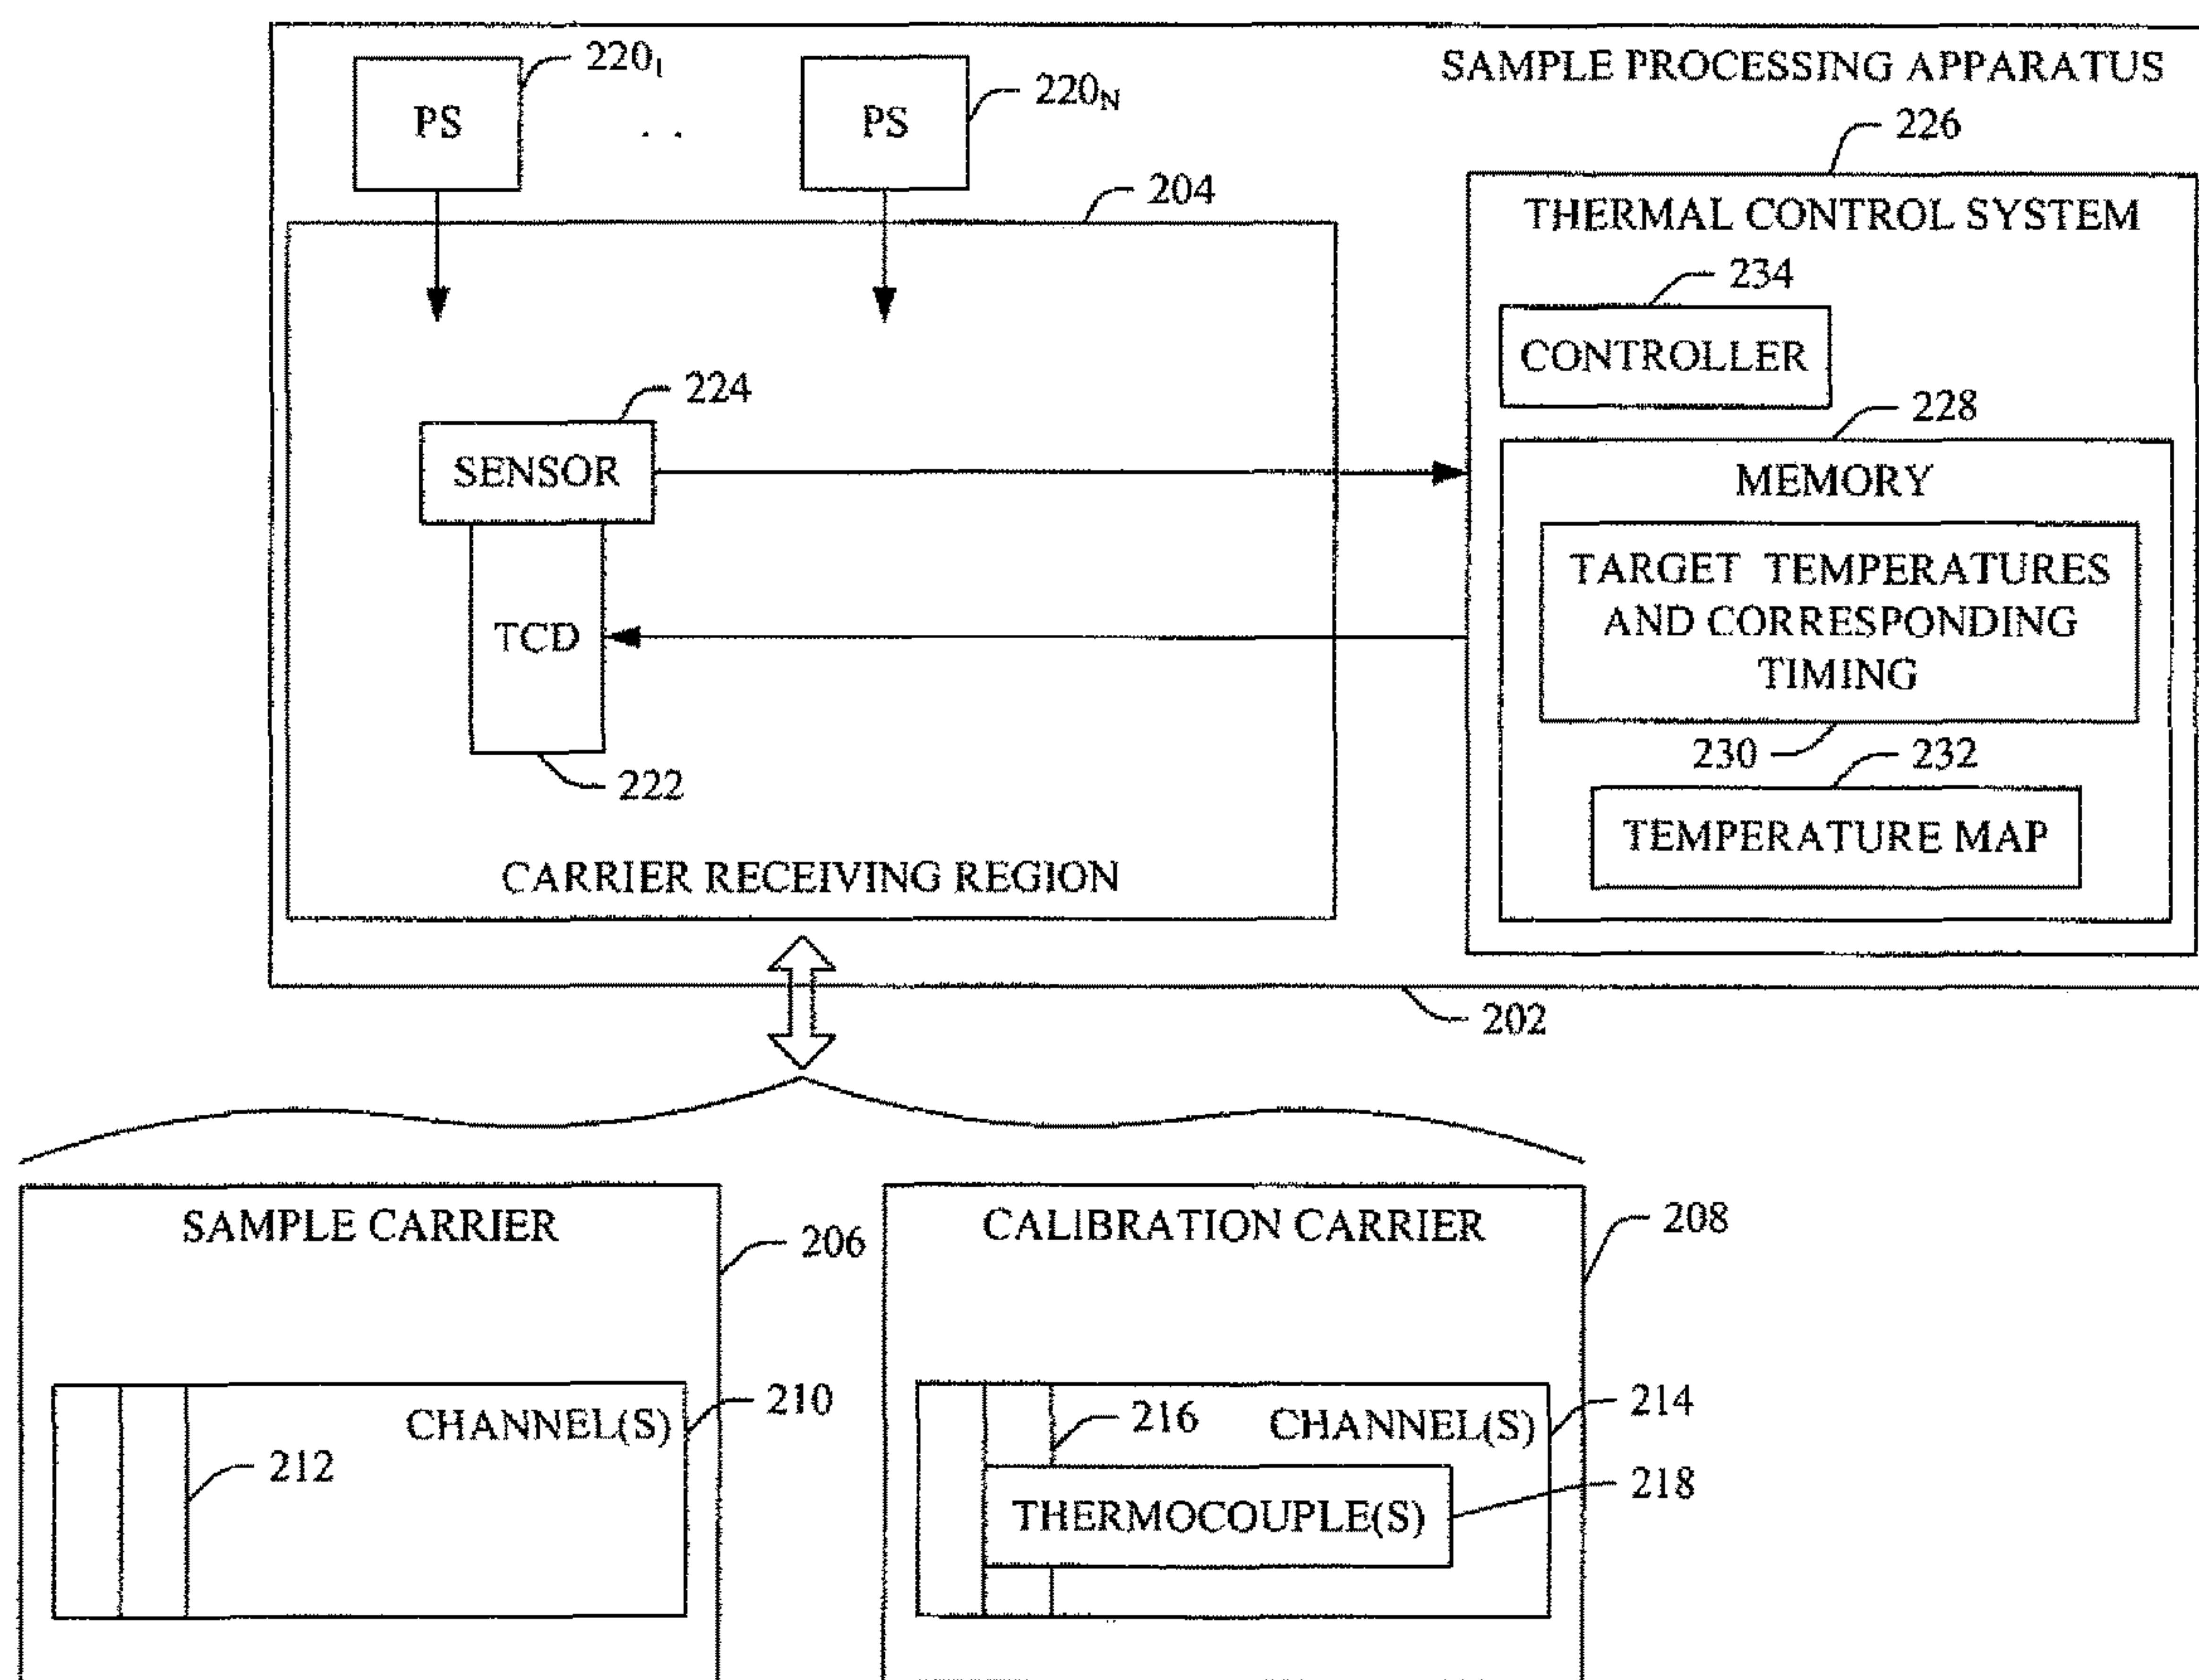 SAMPLE PROCESSING APPARATUS
PS
220₁
. .
PS
220N
226
204
THERMAL CONTROL SYSTEM
234
CONTROLLER
224
SENSOR
228
MEMORY
TARGET TEMPERATURES
AND CORRESPONDING
TIMING
TCD
230
232
222
TEMPERATURE MAP
CARRIER RECEIVING REGION
202
SAMPLE CARRIER
206
CHANNEL(S)
210
212
CALIBRATION CARRIER
208
216
CHANNEL(S)
214
THERMOCOUPLE(S)
218